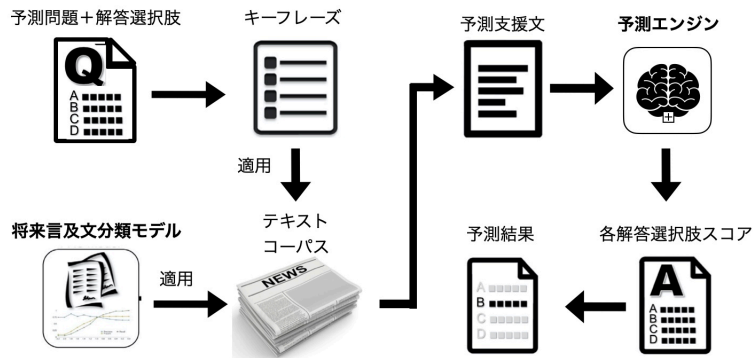 予測問題＋解答選択肢
キーフレーズ
予測支援文
予測エンジン
Q
A
B
C
D
適用
将来言及文分類モデル
適用
テキスト
コーパス
NEWS
予測結果
A
B
C
D
各解答選択肢スコア
A
A
B
C
D